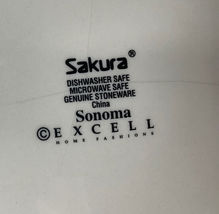 Sakura®
DISHWASHER SAFE
MICROWAVE SAFE
GENUINE STONEWARE
China
Sonoma
©EXCELL
HOME FASHIONS